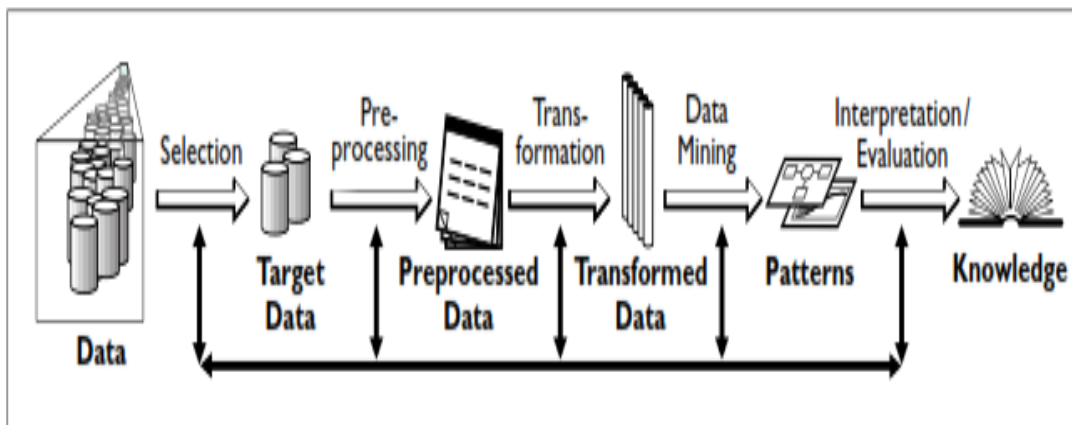 Selection
Pre-
processing
Trans-
formation
Data
Mining
Interpretation/
Evaluation
Data
Target
Data
Preprocessed
Data
Transformed
Data
Patterns
Knowledge